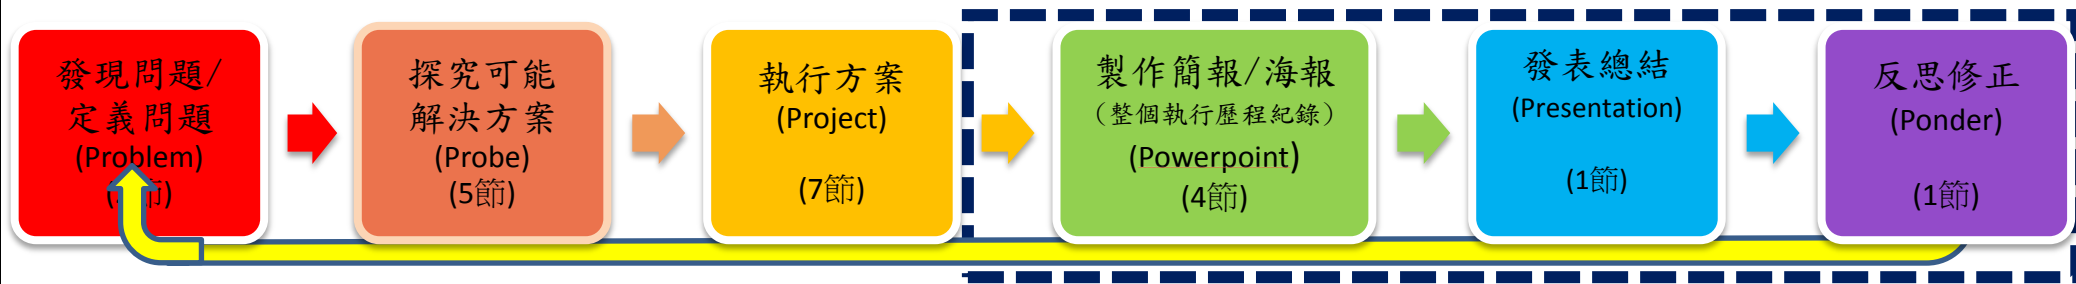 發現問題/
定義問題
(Problem)
節)
探究可能
解決方案
(Probe)
(5節)
執行方案
(Project)
(7節)
製作簡報/海報
（整個執行歷程紀錄）
(Powerpoint)
(4節)
發表總結
(Presentation)
(1節)
反思修正
(Ponder)
(1節)